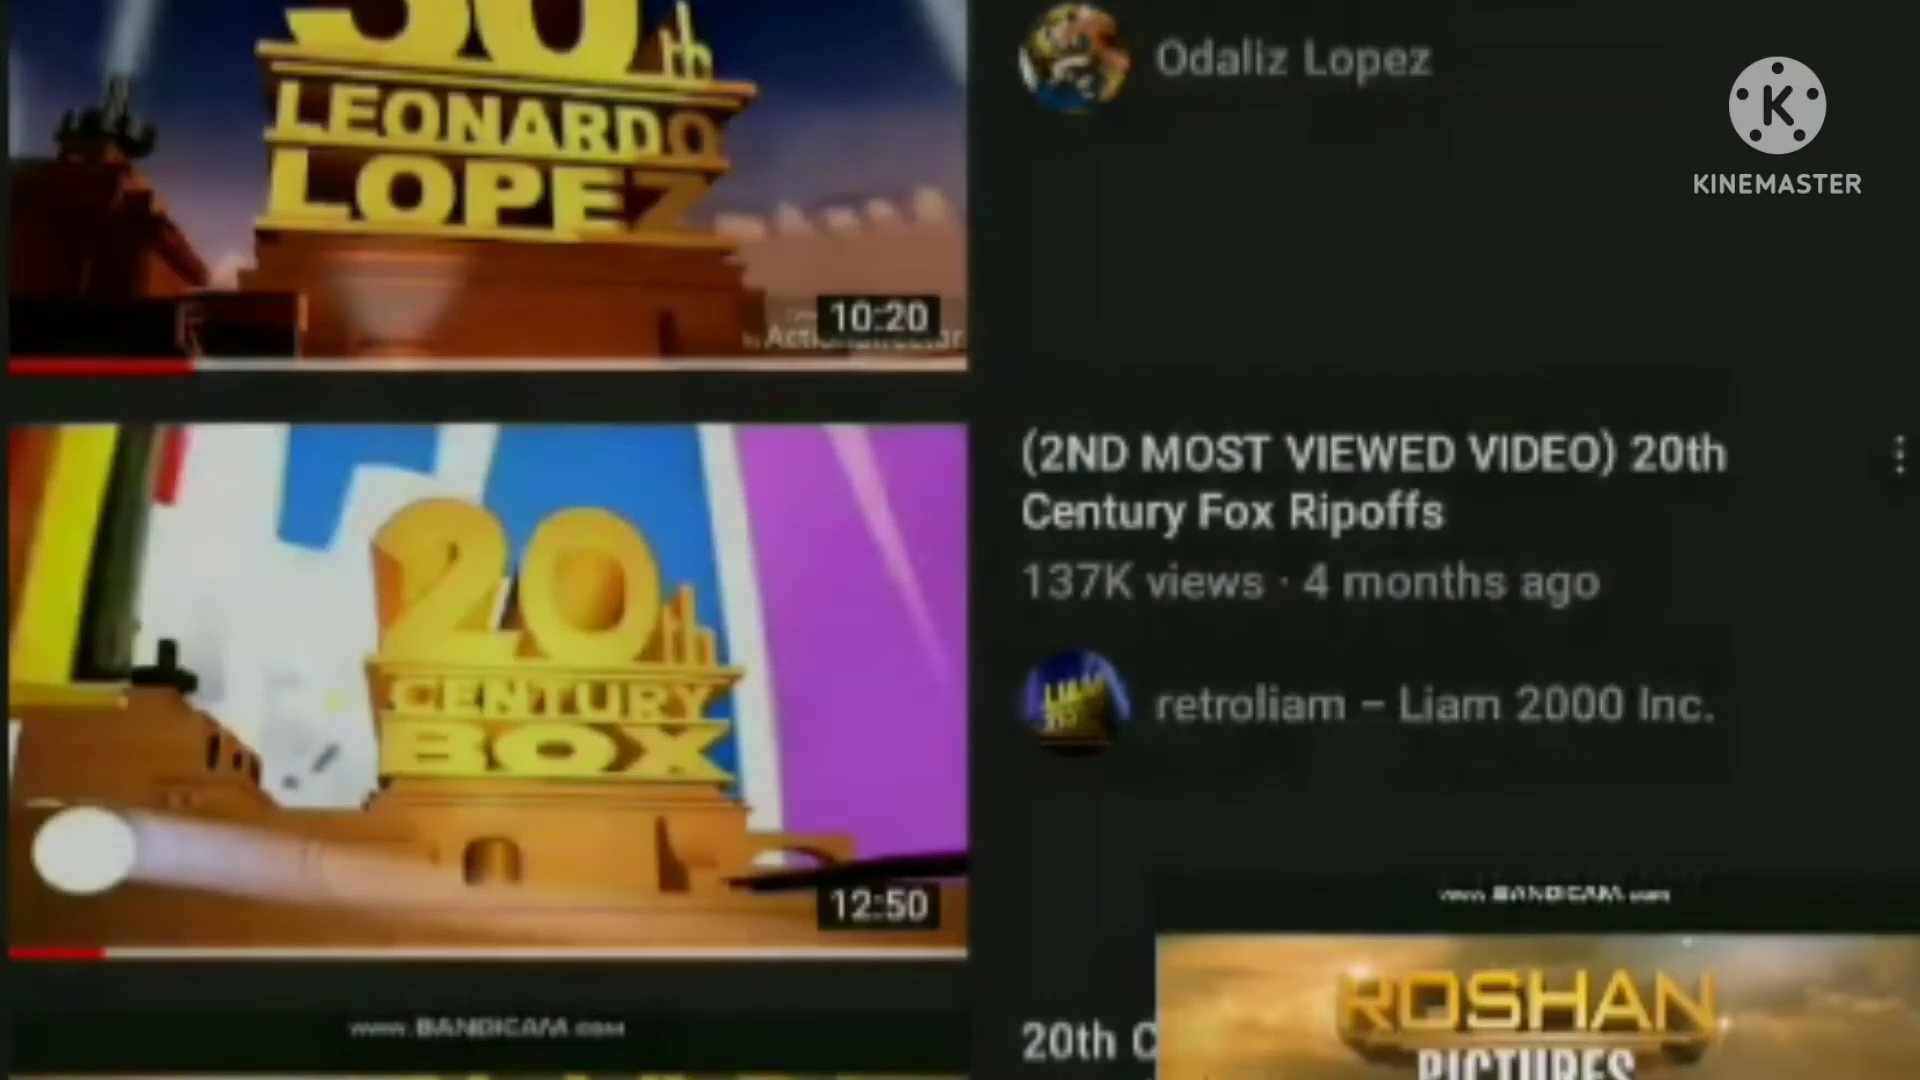 30th
LEONARDO
LOPEZ
10:20
Odaliz Lopez
K
KINEMASTER
20th
CENTURY
BOX
12:50
(2ND MOST VIEWED VIDEO) 20th
Century Fox Ripoffs
137K views · 4 months ago
retroliam – Liam 2000 Inc.
www.BANDICAM.com
www.BANDICAM.com
20th C
ROSHAN
PICTURES